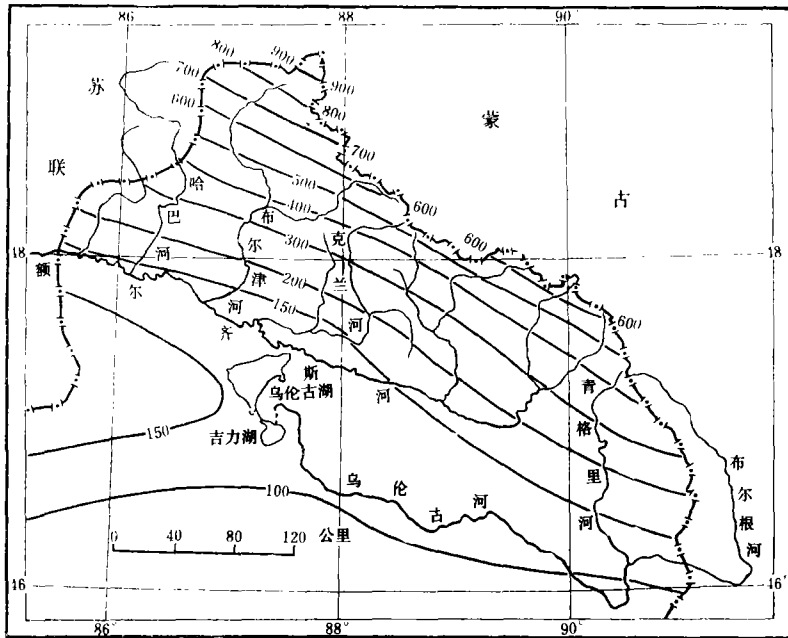 86
88
90
800
900
700
600
900
800
700
600
600
600
500
400
300
200
150
150
100
苏
联
蒙
古
哈
巴
河
布
尔
津
河
克
兰
河
额
尔
齐
斯
河
乌伦古湖
吉力湖
乌 伦 古 河
青
格
里
河
布
尔
根
河
18
18
46
46
0 40 80 120 公里
86°
88
90°